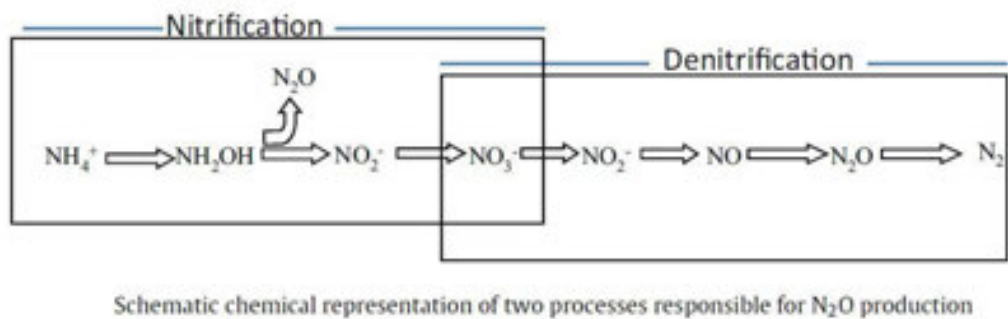 Nitrification
Denitrification
N₂O
NH₄⁺ NH₂OH NO₂⁻ NO₃⁻ NO₂⁻ NO N₂O N₂
Schematic chemical representation of two processes responsible for N₂O production